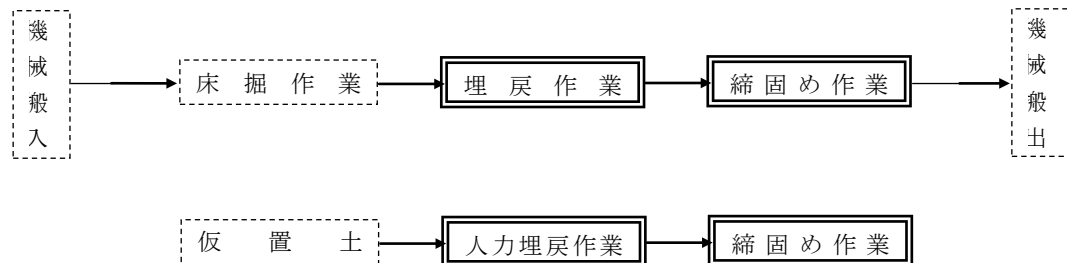 機械搬入
床掘作業
埋戻作業
締固め作業
機械搬出
仮置土
人力埋戻作業
締固め作業